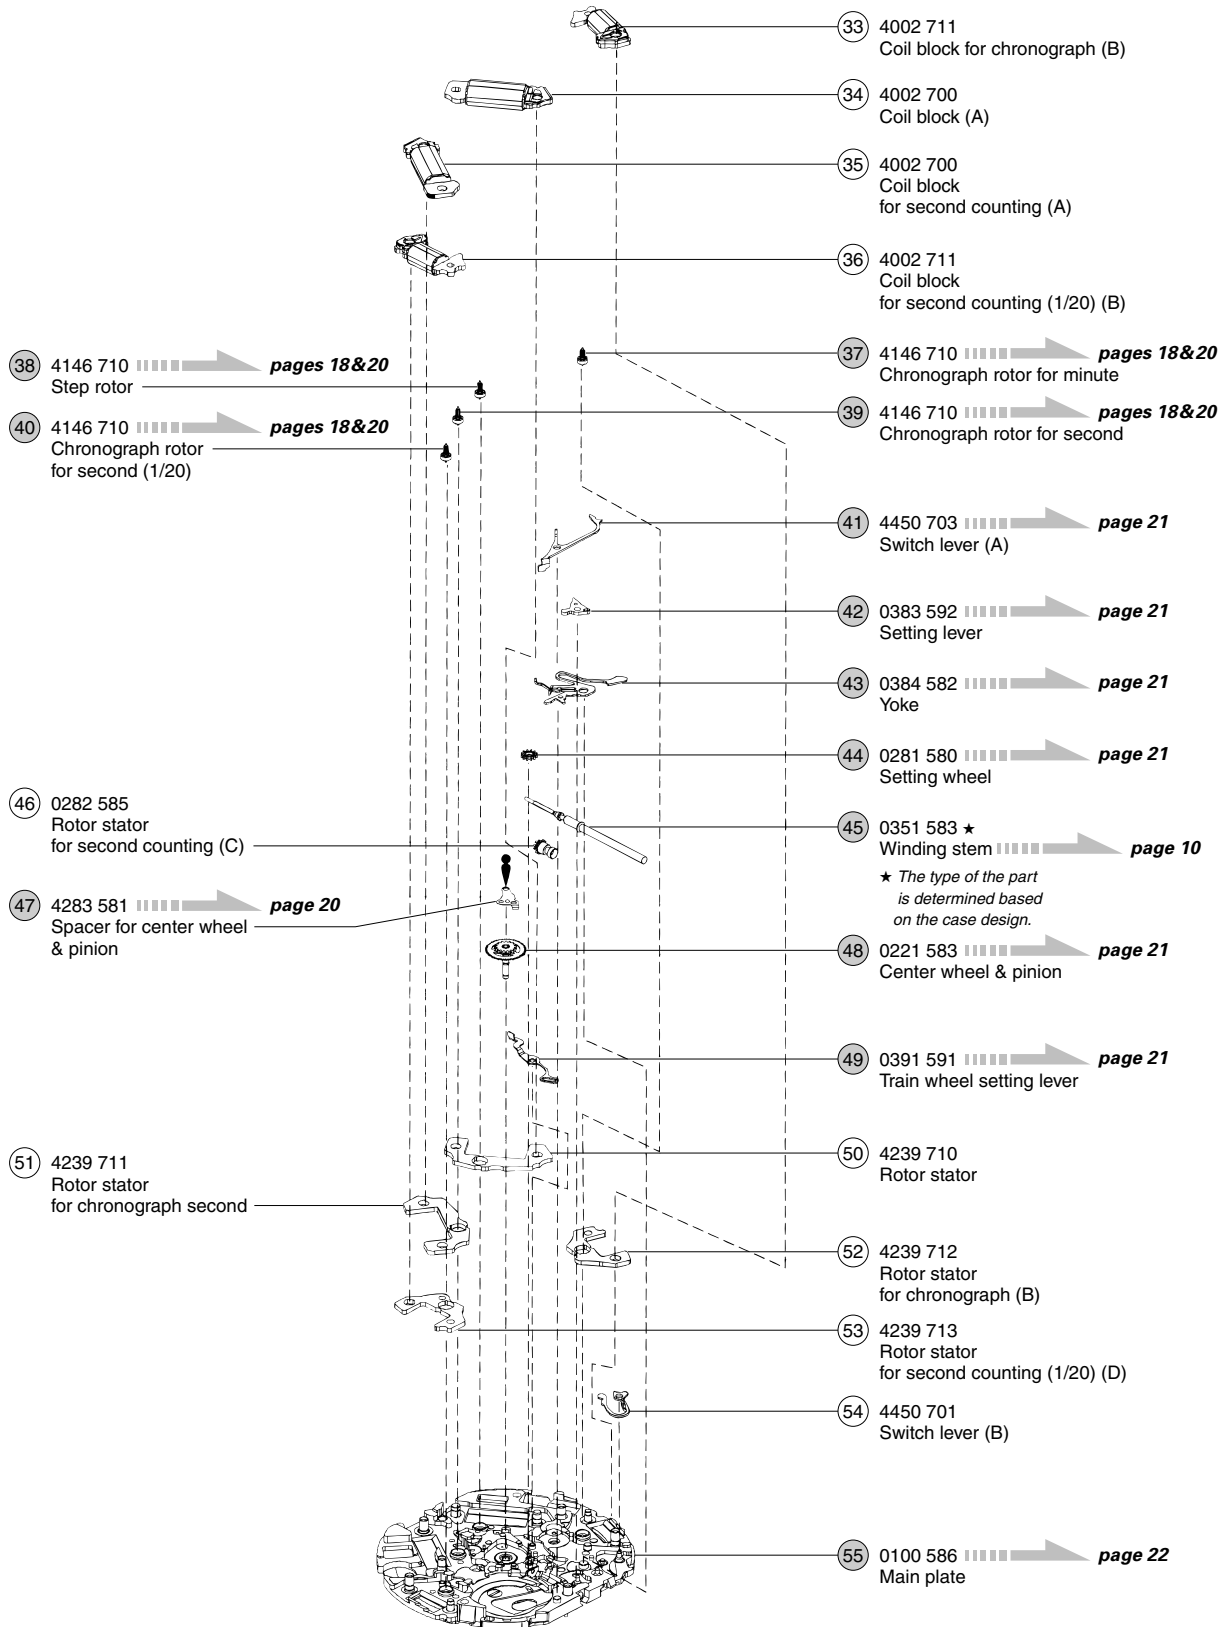 33 4002 711
Coil block for chronograph (B)
34 4002 700
Coil block (A)
35 4002 700
Coil block
for second counting (A)
36 4002 711
Coil block
for second counting (1/20) (B)
38 4146 710 pages 18&20
Step rotor
37 4146 710 pages 18&20
Chronograph rotor for minute
40 4146 710 pages 18&20
Chronograph rotor
for second (1/20)
39 4146 710 pages 18&20
Chronograph rotor for second
41 4450 703 page 21
Switch lever (A)
42 0383 592 page 21
Setting lever
43 0384 582 page 21
Yoke
44 0281 580 page 21
Setting wheel
46 0282 585
Rotor stator
for second counting (C)
45 0351 583 ★
Winding stem page 10
★ The type of the part
is determined based
on the case design.
47 4283 581 page 20
Spacer for center wheel
& pinion
48 0221 583 page 21
Center wheel & pinion
49 0391 591 page 21
Train wheel setting lever
50 4239 710
Rotor stator
51 4239 711
Rotor stator
for chronograph second
52 4239 712
Rotor stator
for chronograph (B)
53 4239 713
Rotor stator
for second counting (1/20) (D)
54 4450 701
Switch lever (B)
55 0100 586 page 22
Main plate